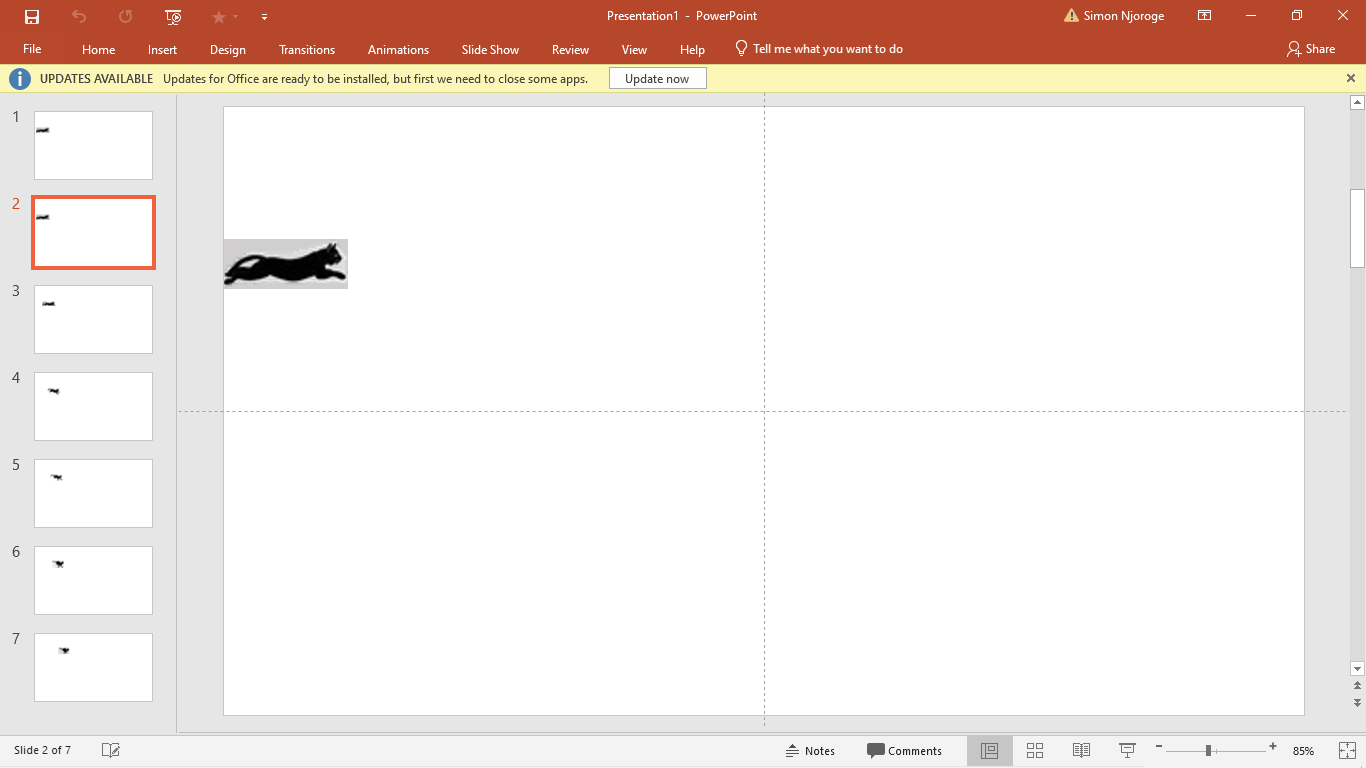 Presentation1 - PowerPoint
Simon Njoroge
File Home Insert Design Transitions Animations Slide Show Review View Help Tell me what you want to do Share
UPDATES AVAILABLE Updates for Office are ready to be installed, but first we need to close some apps. Update now
1
2
3
4
5
6
7
Slide 2 of 7 Notes Comments 85%